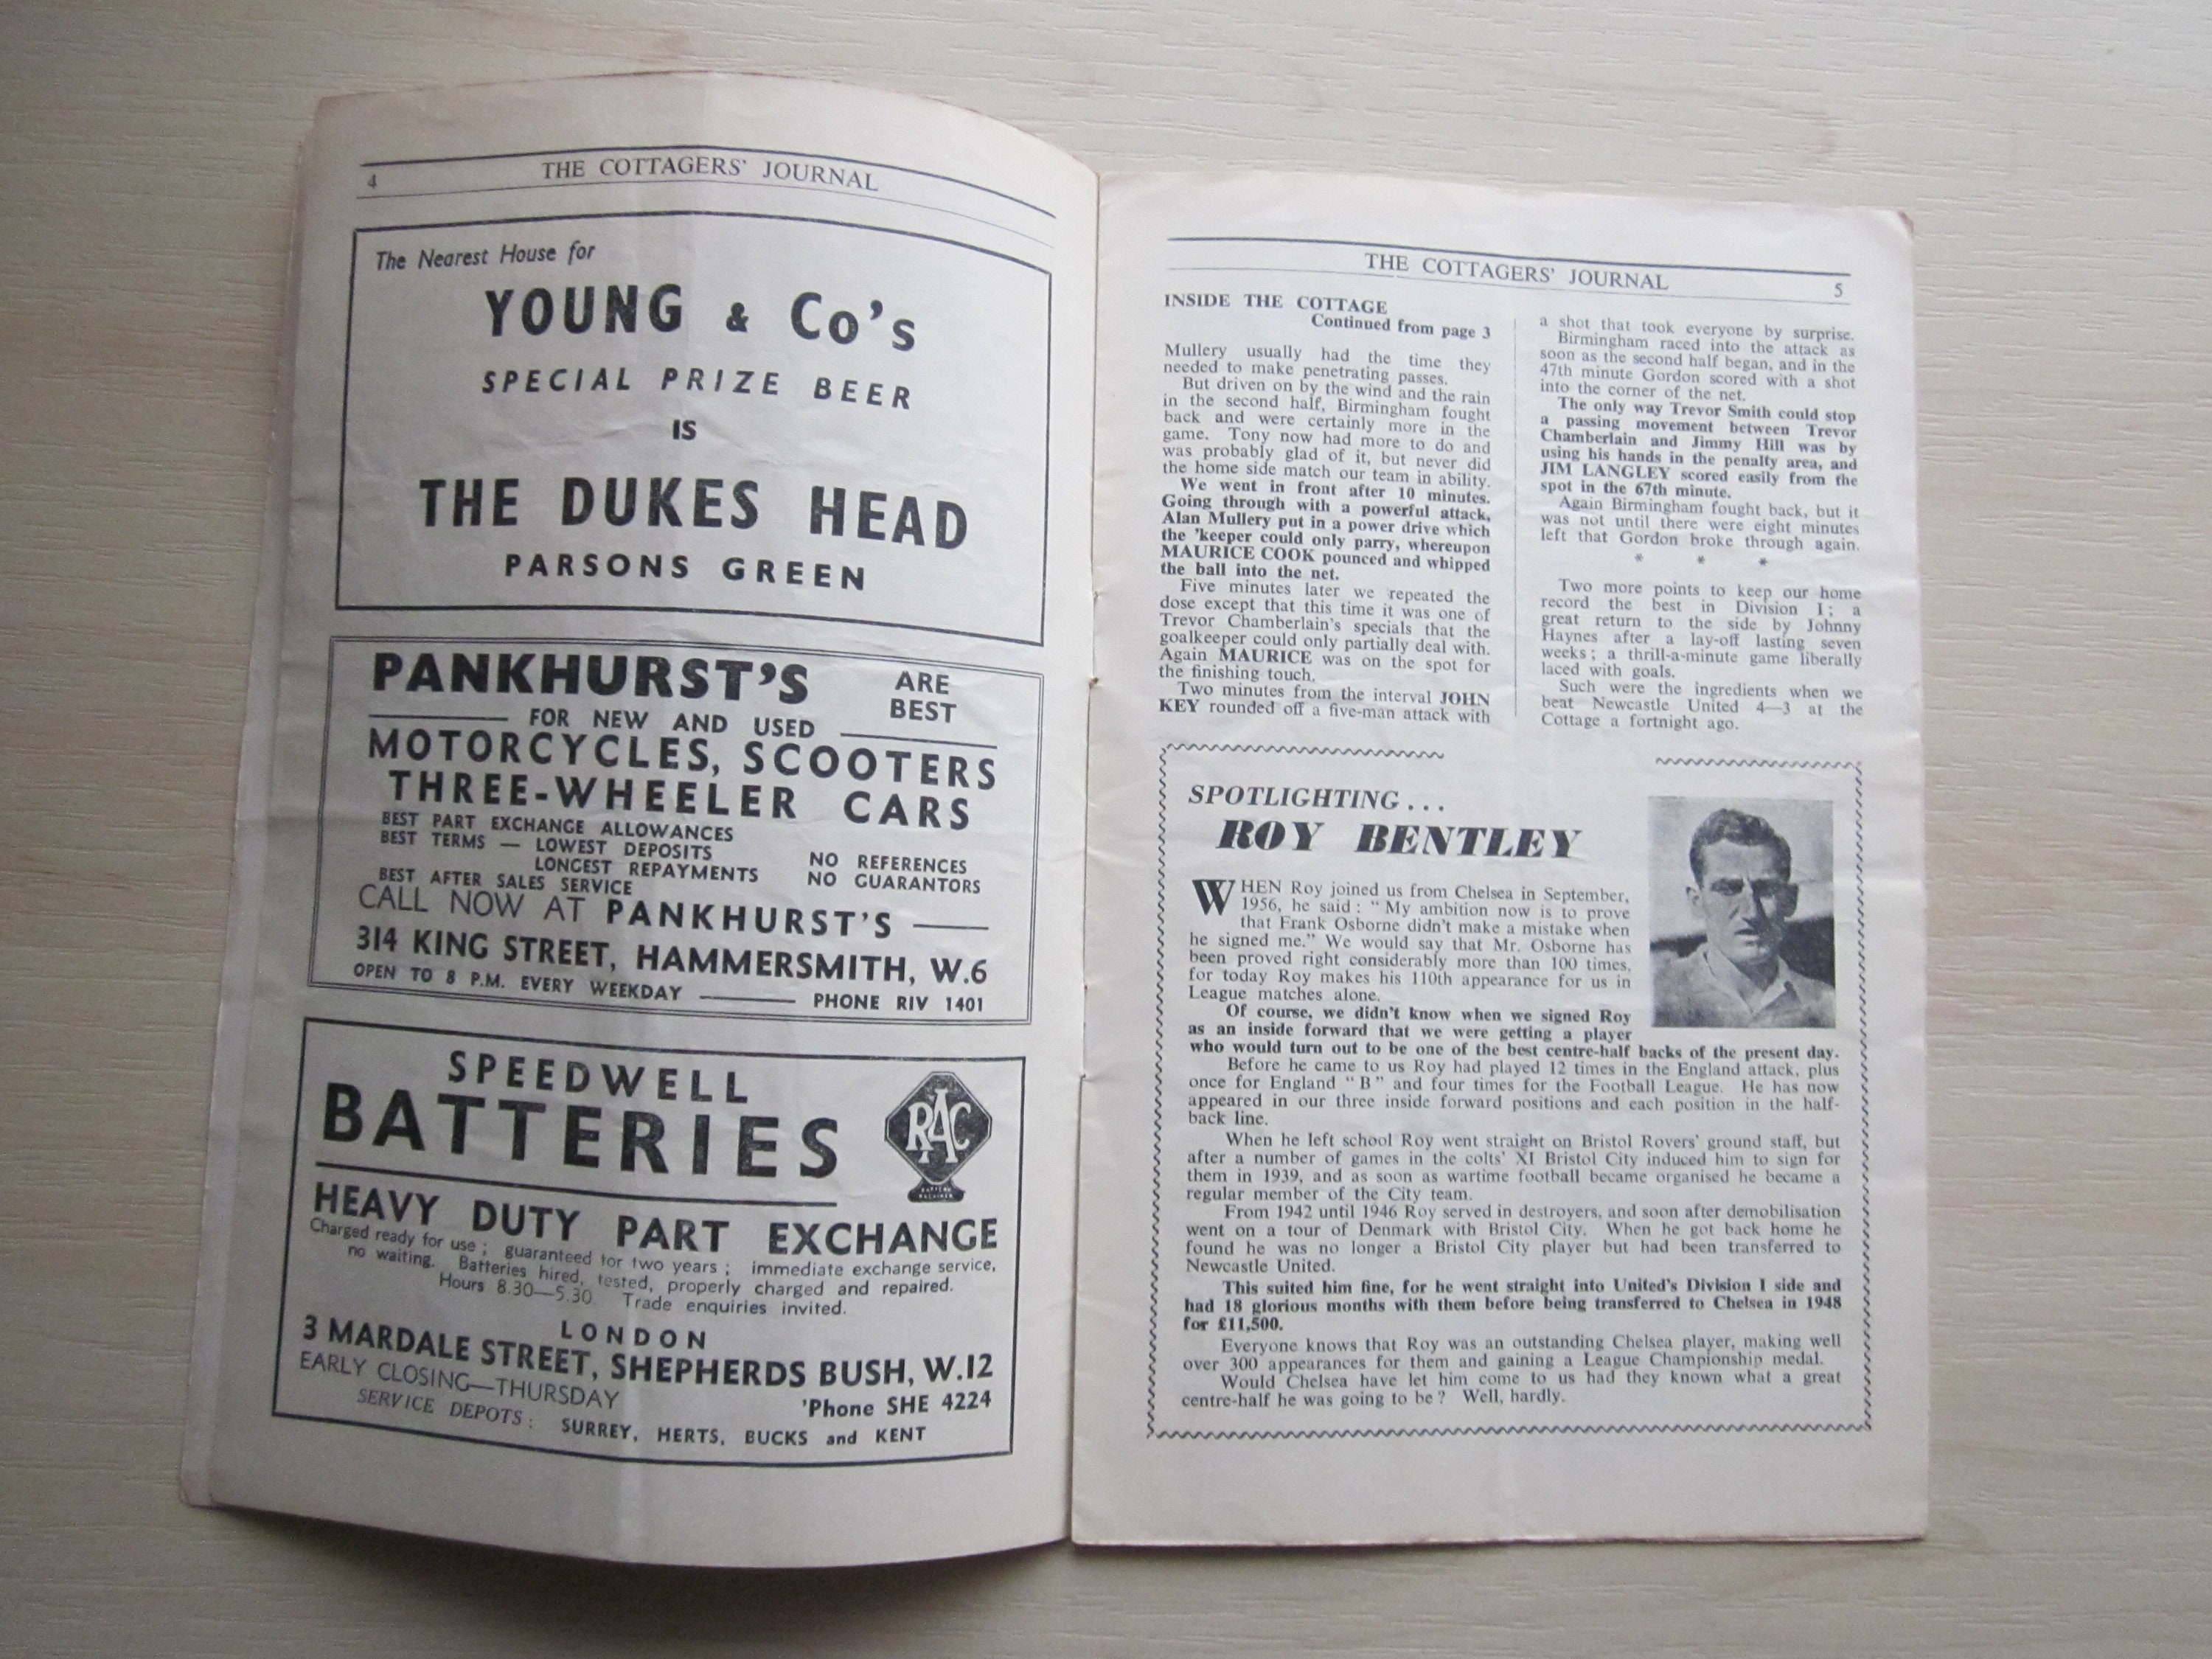 4
THE COTTAGERS' JOURNAL
The Nearest House for
YOUNG & Co's
SPECIAL PRIZE BEER
IS
THE DUKES HEAD
PARSONS GREEN
PANKHURST'S ARE
BEST
FOR NEW AND USED
MOTORCYCLES, SCOOTERS
THREE-WHEELER CARS
BEST PART EXCHANGE ALLOWANCES
BEST TERMS — LOWEST DEPOSITS
LONGEST REPAYMENTS
BEST AFTER SALES SERVICE
NO REFERENCES
NO GUARANTORS
CALL NOW AT PANKHURST'S
314 KING STREET, HAMMERSMITH, W.6
OPEN TO 8 P.M. EVERY WEEKDAY PHONE RIV 1401
SPEEDWELL
BATTERIES
RAC
HEAVY DUTY PART EXCHANGE
Charged ready for use; guaranteed for two years; immediate exchange service,
no waiting. Batteries hired, tested, properly charged and repaired.
Hours 8.30—5.30. Trade enquiries invited.
LONDON
3 MARDALE STREET, SHEPHERDS BUSH, W.12
EARLY CLOSING—THURSDAY 'Phone SHE 4224
SERVICE DEPOTS: SURREY, HERTS, BUCKS and KENT
THE COTTAGERS' JOURNAL
5
INSIDE THE COTTAGE
Continued from page 3
Mullery usually had the time they
needed to make penetrating passes.
But driven on by the wind and the rain
in the second half, Birmingham fought
back and were certainly more in the
game. Tony now had more to do and
was probably glad of it, but never did
the home side match our team in ability.
We went in front after 10 minutes.
Going through with a powerful attack,
Alan Mullery put in a power drive which
the 'keeper could only parry, whereupon
MAURICE COOK pounced and whipped
the ball into the net.
Five minutes later we repeated the
dose except that this time it was one of
Trevor Chamberlain's specials that the
goalkeeper could only partially deal with.
Again MAURICE was on the spot for
the finishing touch.
Two minutes from the interval JOHN
KEY rounded off a five-man attack with
a shot that took everyone by surprise.
Birmingham raced into the attack as
soon as the second half began, and in the
47th minute Gordon scored with a shot
into the corner of the net.
The only way Trevor Smith could stop
a passing movement between Trevor
Chamberlain and Jimmy Hill was by
using his hands in the penalty area, and
JIM LANGLEY scored easily from the
spot in the 67th minute.
Again Birmingham fought back, but it
was not until there were eight minutes
left that Gordon broke through again.
* * *
Two more points to keep our home
record the best in Division I; a
great return to the side by Johnny
Haynes after a lay-off lasting seven
weeks; a thrill-a-minute game liberally
laced with goals.
Such were the ingredients when we
beat Newcastle United 4—3 at the
Cottage a fortnight ago.
SPOTLIGHTING . . .
ROY BENTLEY
WHEN Roy joined us from Chelsea in September,
1956, he said: "My ambition now is to prove
that Frank Osborne didn't make a mistake when
he signed me." We would say that Mr. Osborne has
been proved right considerably more than 100 times,
for today Roy makes his 110th appearance for us in
League matches alone.
Of course, we didn't know when we signed Roy
as an inside forward that we were getting a player
who would turn out to be one of the best centre-half backs of the present day.
Before he came to us Roy had played 12 times in the England attack, plus
once for England "B" and four times for the Football League. He has now
appeared in our three inside forward positions and each position in the half-
back line.
When he left school Roy went straight on Bristol Rovers' ground staff, but
after a number of games in the colts' XI Bristol City induced him to sign for
them in 1939, and as soon as wartime football became organised he became a
regular member of the City team.
From 1942 until 1946 Roy served in destroyers, and soon after demobilisation
went on a tour of Denmark with Bristol City. When he got back home he
found he was no longer a Bristol City player but had been transferred to
Newcastle United.
This suited him fine, for he went straight into United's Division I side and
had 18 glorious months with them before being transferred to Chelsea in 1948
for £11,500.
Everyone knows that Roy was an outstanding Chelsea player, making well
over 300 appearances for them and gaining a League Championship medal.
Would Chelsea have let him come to us had they known what a great
centre-half he was going to be? Well, hardly.